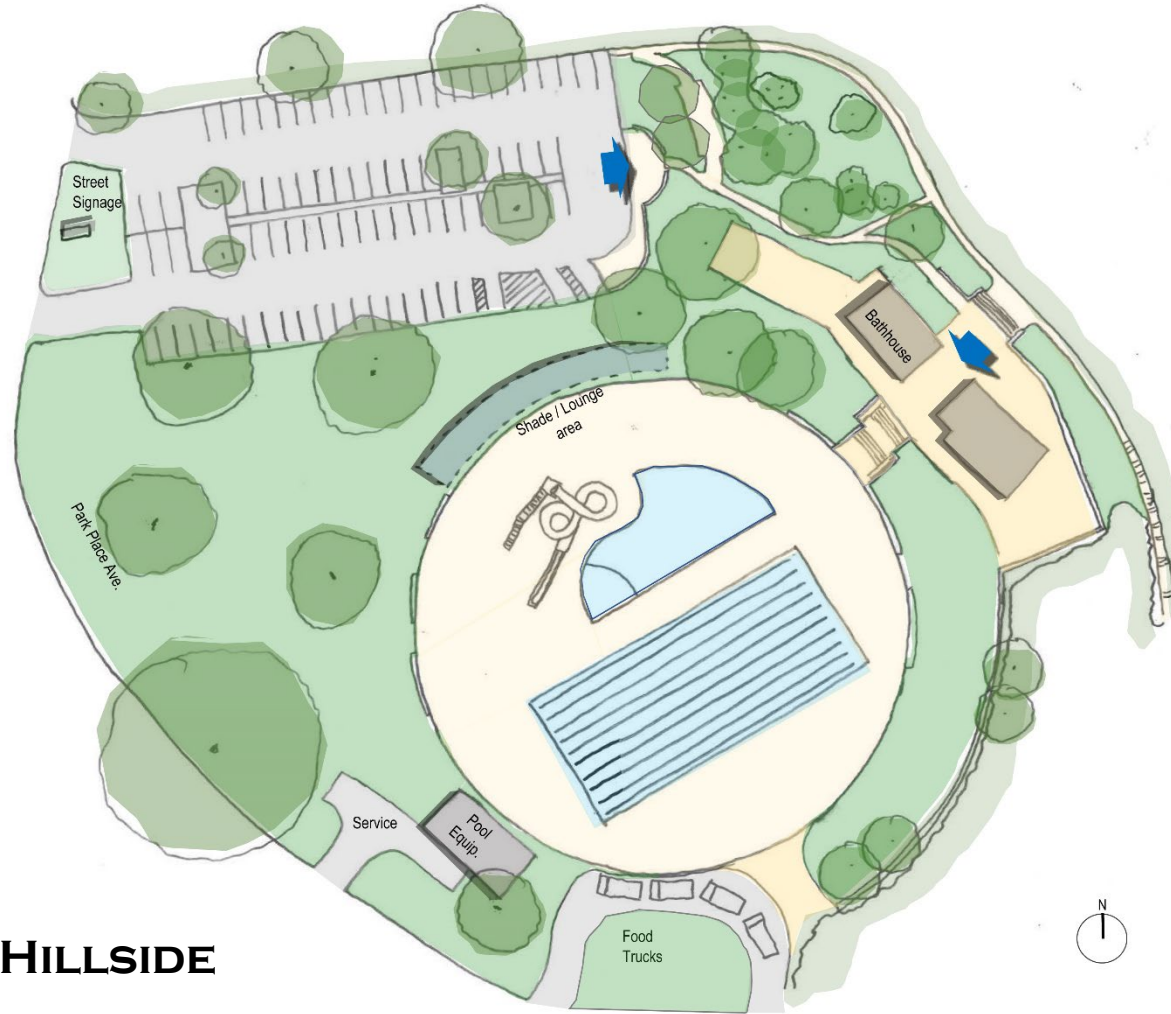 Street
Signage
Bathhouse
Shade / Lounge
area
Park Place Ave.
Service
Pool
Equip.
Food
Trucks
N
HILLSIDE